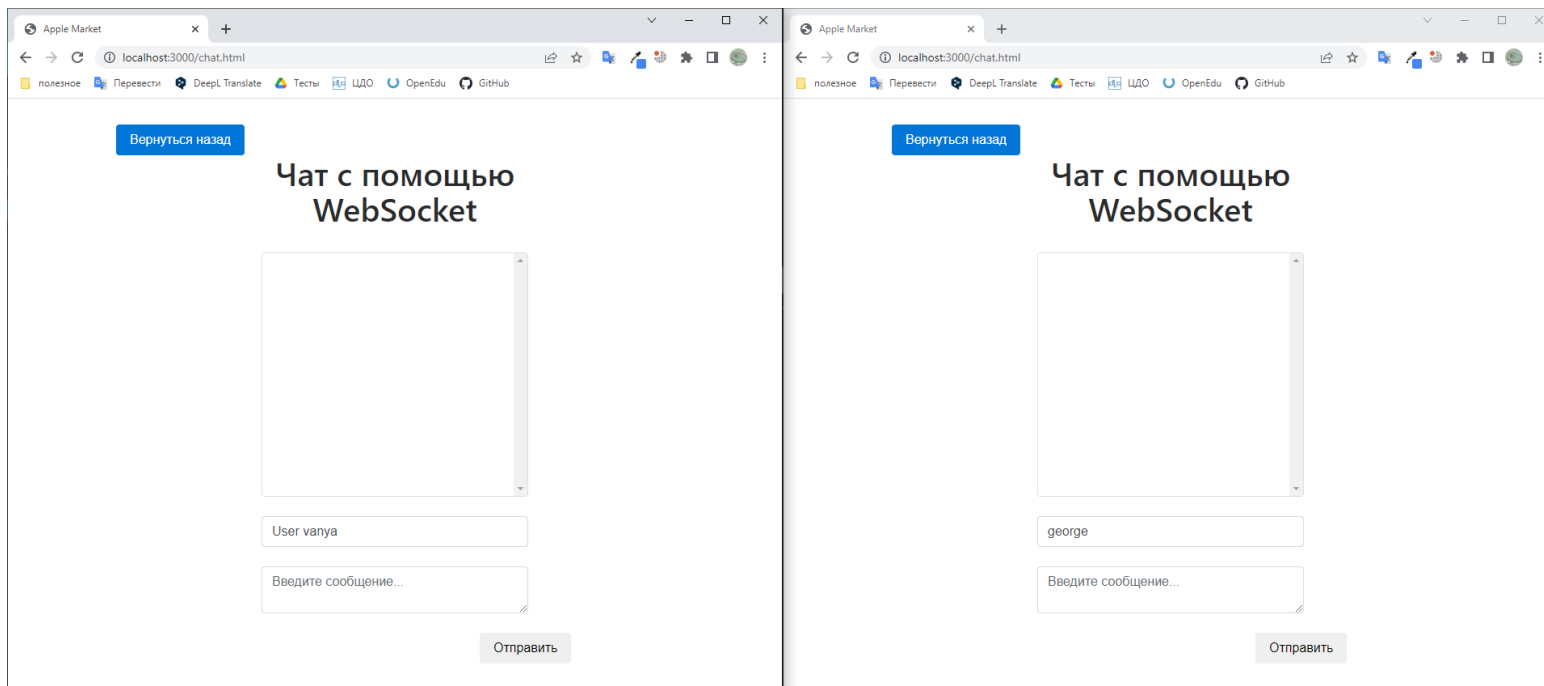 Apple Market
localhost:3000/chat.html
полезное Перевести DeepL Translate Тесты ЦДО OpenEdu GitHub
Вернуться назад
Чат с помощью
WebSocket
User vanya
Введите сообщение...
Отправить
Apple Market
localhost:3000/chat.html
полезное Перевести DeepL Translate Тесты ЦДО OpenEdu GitHub
Вернуться назад
Чат с помощью
WebSocket
george
Введите сообщение...
Отправить